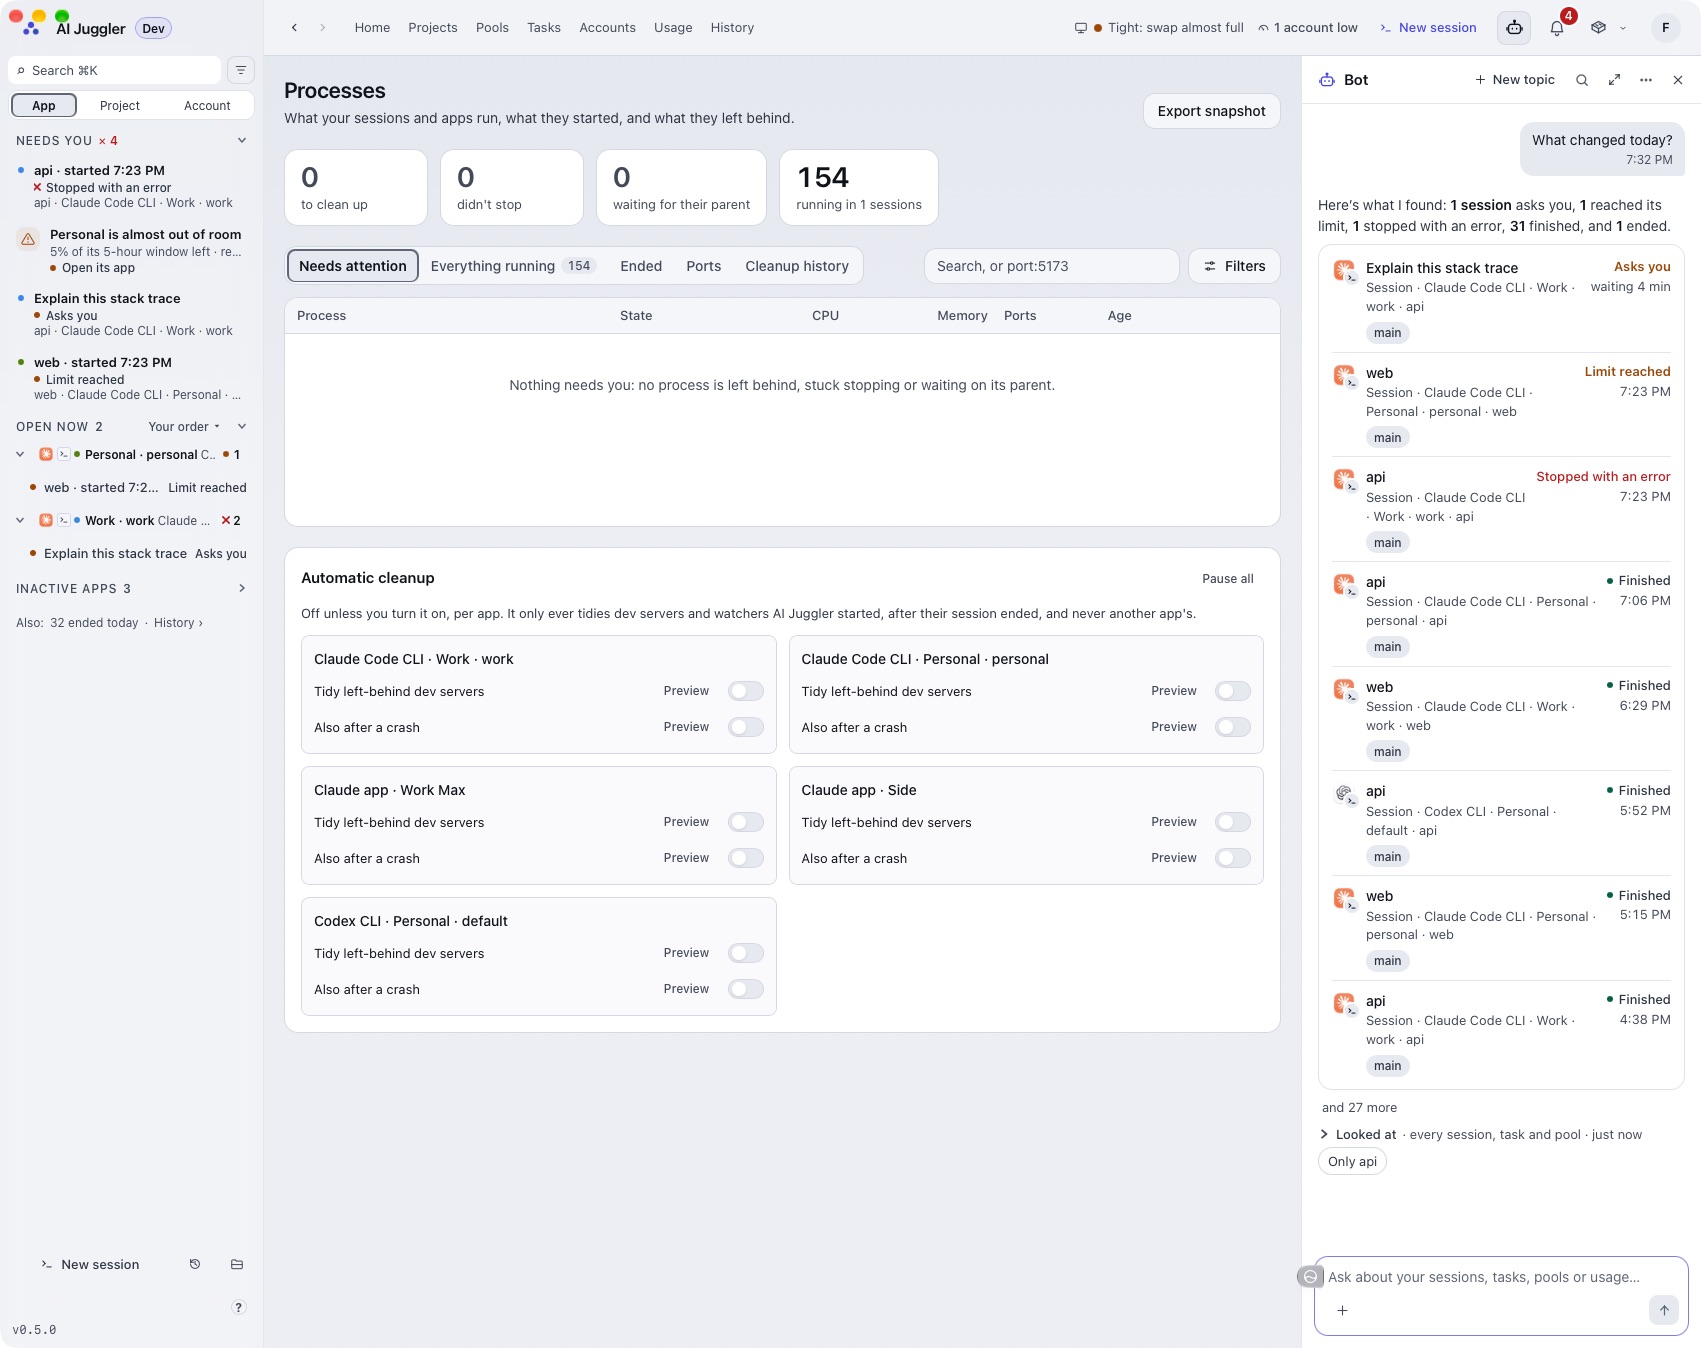 AI Juggler Dev
Search ⌘K
App Project Account
NEEDS YOU × 4
api · started 7:23 PM
Stopped with an error
api · Claude Code CLI · Work · work
Personal is almost out of room
5% of its 5-hour window left · re...
Open its app
Explain this stack trace
Asks you
api · Claude Code CLI · Work · work
web · started 7:23 PM
Limit reached
web · Claude Code CLI · Personal · ...
OPEN NOW 2 Your order
Personal · personal C.. 1
web · started 7:2... Limit reached
Work · work Claude ... ×2
Explain this stack trace Asks you
INACTIVE APPS 3
Also: 32 ended today · History ›
New session
?
v0.5.0
Home Projects Pools Tasks Accounts Usage History
Tight: swap almost full 1 account low New session 4 F
Processes
What your sessions and apps run, what they started, and what they left behind.
Export snapshot
0 to clean up
0 didn't stop
0 waiting for their parent
154 running in 1 sessions
Needs attention Everything running 154 Ended Ports Cleanup history
Search, or port:5173 Filters
Process State CPU Memory Ports Age
Nothing needs you: no process is left behind, stuck stopping or waiting on its parent.
Automatic cleanup Pause all
Off unless you turn it on, per app. It only ever tidies dev servers and watchers AI Juggler started, after their session ended, and never another app's.
Claude Code CLI · Work · work
Tidy left-behind dev servers Preview
Also after a crash Preview
Claude Code CLI · Personal · personal
Tidy left-behind dev servers Preview
Also after a crash Preview
Claude app · Work Max
Tidy left-behind dev servers Preview
Also after a crash Preview
Claude app · Side
Tidy left-behind dev servers Preview
Also after a crash Preview
Codex CLI · Personal · default
Tidy left-behind dev servers Preview
Also after a crash Preview
Bot + New topic
What changed today?
7:32 PM
Here's what I found: 1 session asks you, 1 reached its
limit, 1 stopped with an error, 31 finished, and 1 ended.
Explain this stack trace Asks you
Session · Claude Code CLI · Work · waiting 4 min
work · api
main
web Limit reached
Session · Claude Code CLI · 7:23 PM
Personal · personal · web
main
api Stopped with an error
Session · Claude Code CLI 7:23 PM
· Work · work · api
main
api Finished
Session · Claude Code CLI · Personal · 7:06 PM
personal · api
main
web Finished
Session · Claude Code CLI · Work · 6:29 PM
work · web
main
api Finished
Session · Codex CLI · Personal · 5:52 PM
default · api
main
web Finished
Session · Claude Code CLI · Personal · 5:15 PM
personal · web
main
api Finished
Session · Claude Code CLI · Work · 4:38 PM
work · api
main
and 27 more
Looked at · every session, task and pool · just now
Only api
Ask about your sessions, tasks, pools or usage...